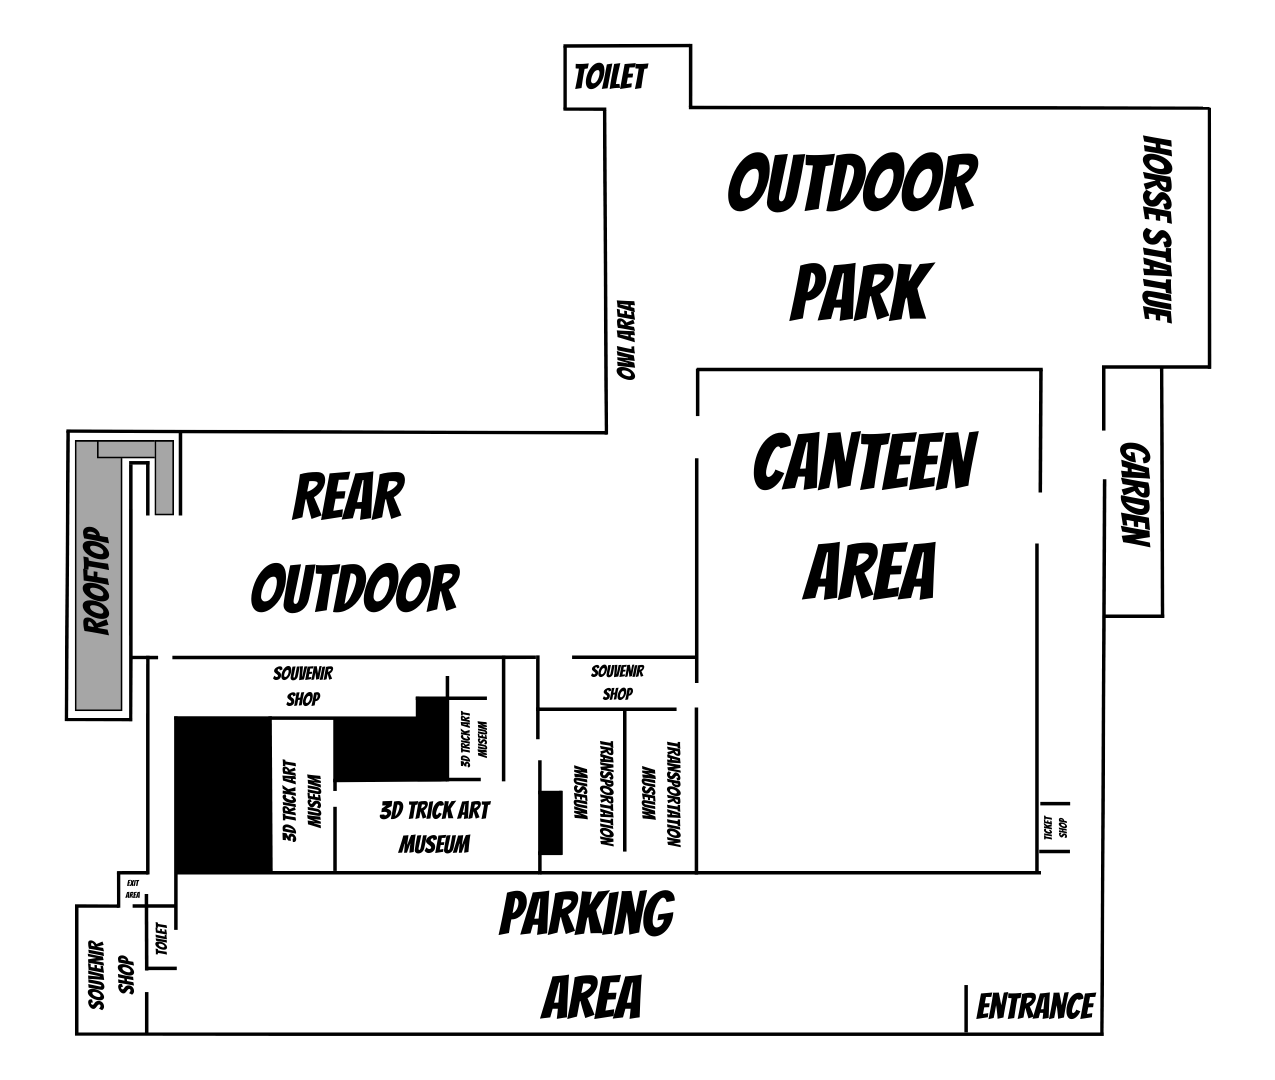 TOILET
OUTDOOR
PARK
HORSE STATUE
OWL AREA
CANTEEN
AREA
GARDEN
REAR
OUTDOOR
ROOFTOP
SOUVENIR
SHOP
SOUVENIR
SHOP
3D TRICK ART
MUSEUM
3D TRICK ART
MUSEUM
3D TRICK ART
MUSEUM
TRANSPORTATION
MUSEUM
TRANSPORTATION
MUSEUM
TICKET
SHOP
EXIT
AREA
TOILET
SOUVENIR
SHOP
PARKING
AREA
ENTRANCE